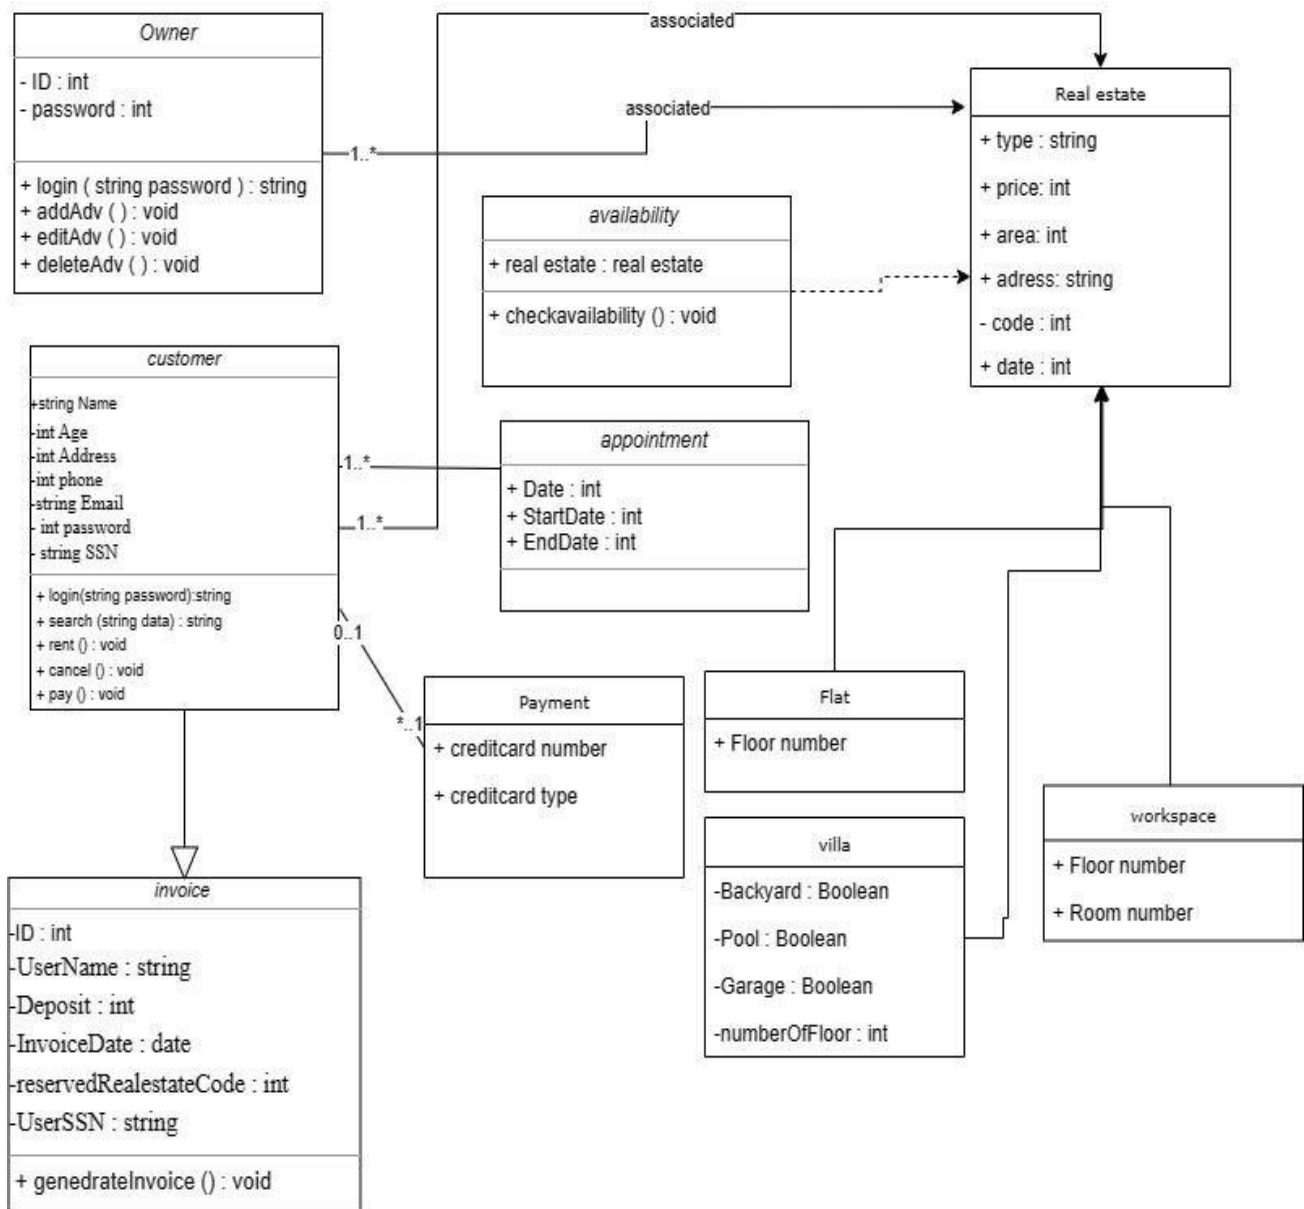 Owner
- ID : int
- password : int
+ login ( string password ) : string
+ addAdv ( ) : void
+ editAdv ( ) : void
+ deleteAdv ( ) : void
1..*
associated
associated
Real estate
+ type : string
+ price: int
+ area: int
+ adress: string
- code : int
+ date : int
availability
+ real estate : real estate
+ checkavailability () : void
customer
+string Name
-int Age
-int Address
-int phone
-string Email
- int password
- string SSN
+ login(string password):string
+ search (string data) : string
+ rent () : void
+ cancel () : void
+ pay () : void
1..*
1..*
0..1
*..1
appointment
+ Date : int
+ StartDate : int
+ EndDate : int
Payment
+ creditcard number
+ creditcard type
Flat
+ Floor number
villa
-Backyard : Boolean
-Pool : Boolean
-Garage : Boolean
-numberOfFloor : int
workspace
+ Floor number
+ Room number
invoice
-ID : int
-UserName : string
-Deposit : int
-InvoiceDate : date
-reservedRealestateCode : int
-UserSSN : string
+ genedrateInvoice () : void